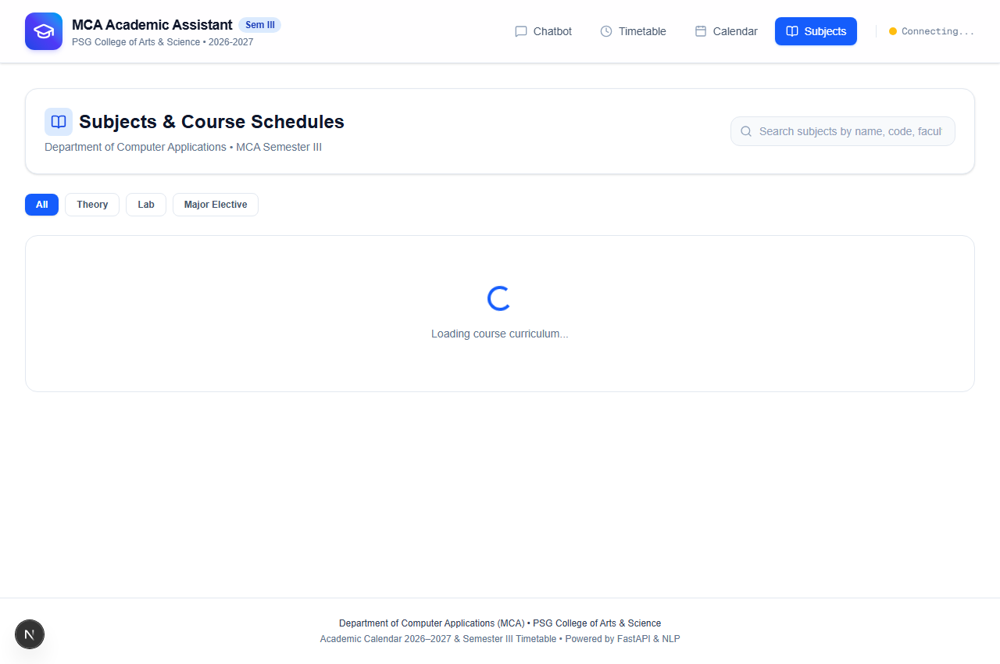 MCA Academic Assistant Sem III
PSG College of Arts & Science • 2026-2027
Chatbot
Timetable
Calendar
Subjects
Connecting...
Subjects & Course Schedules
Department of Computer Applications • MCA Semester III
Search subjects by name, code, facul
All
Theory
Lab
Major Elective
Loading course curriculum...
Department of Computer Applications (MCA) • PSG College of Arts & Science
Academic Calendar 2026–2027 & Semester III Timetable • Powered by FastAPI & NLP
N